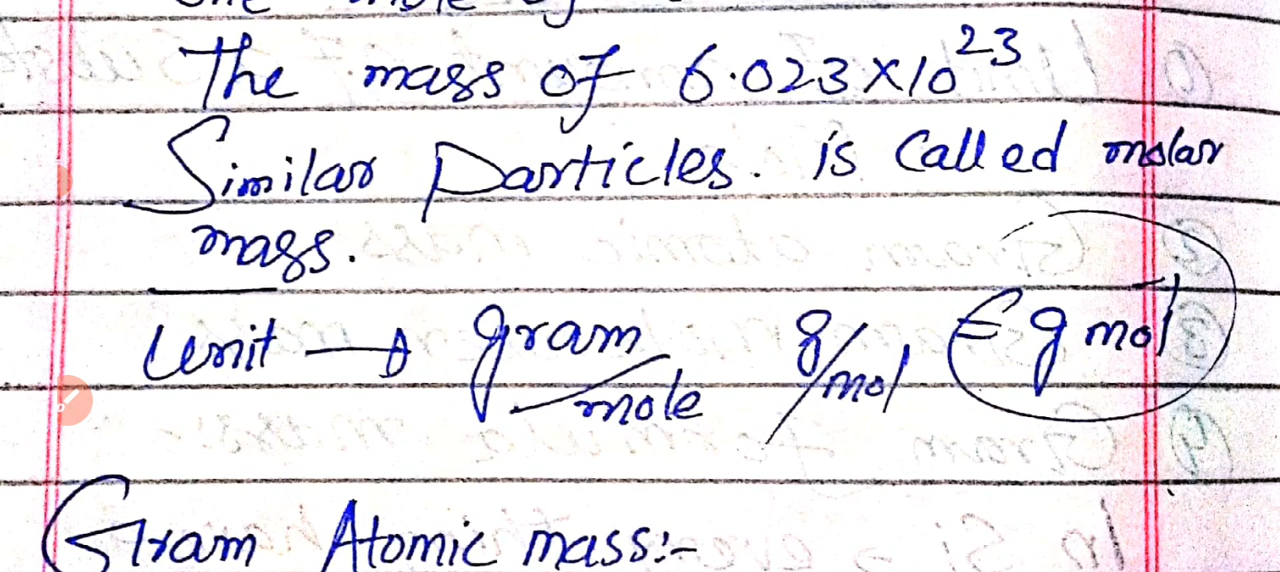 The mass of 6.023×10²³
Similar Particles. is Called molar
mass.
Unit → gram/mole g/mol = g mol⁻¹
Gram Atomic mass:-